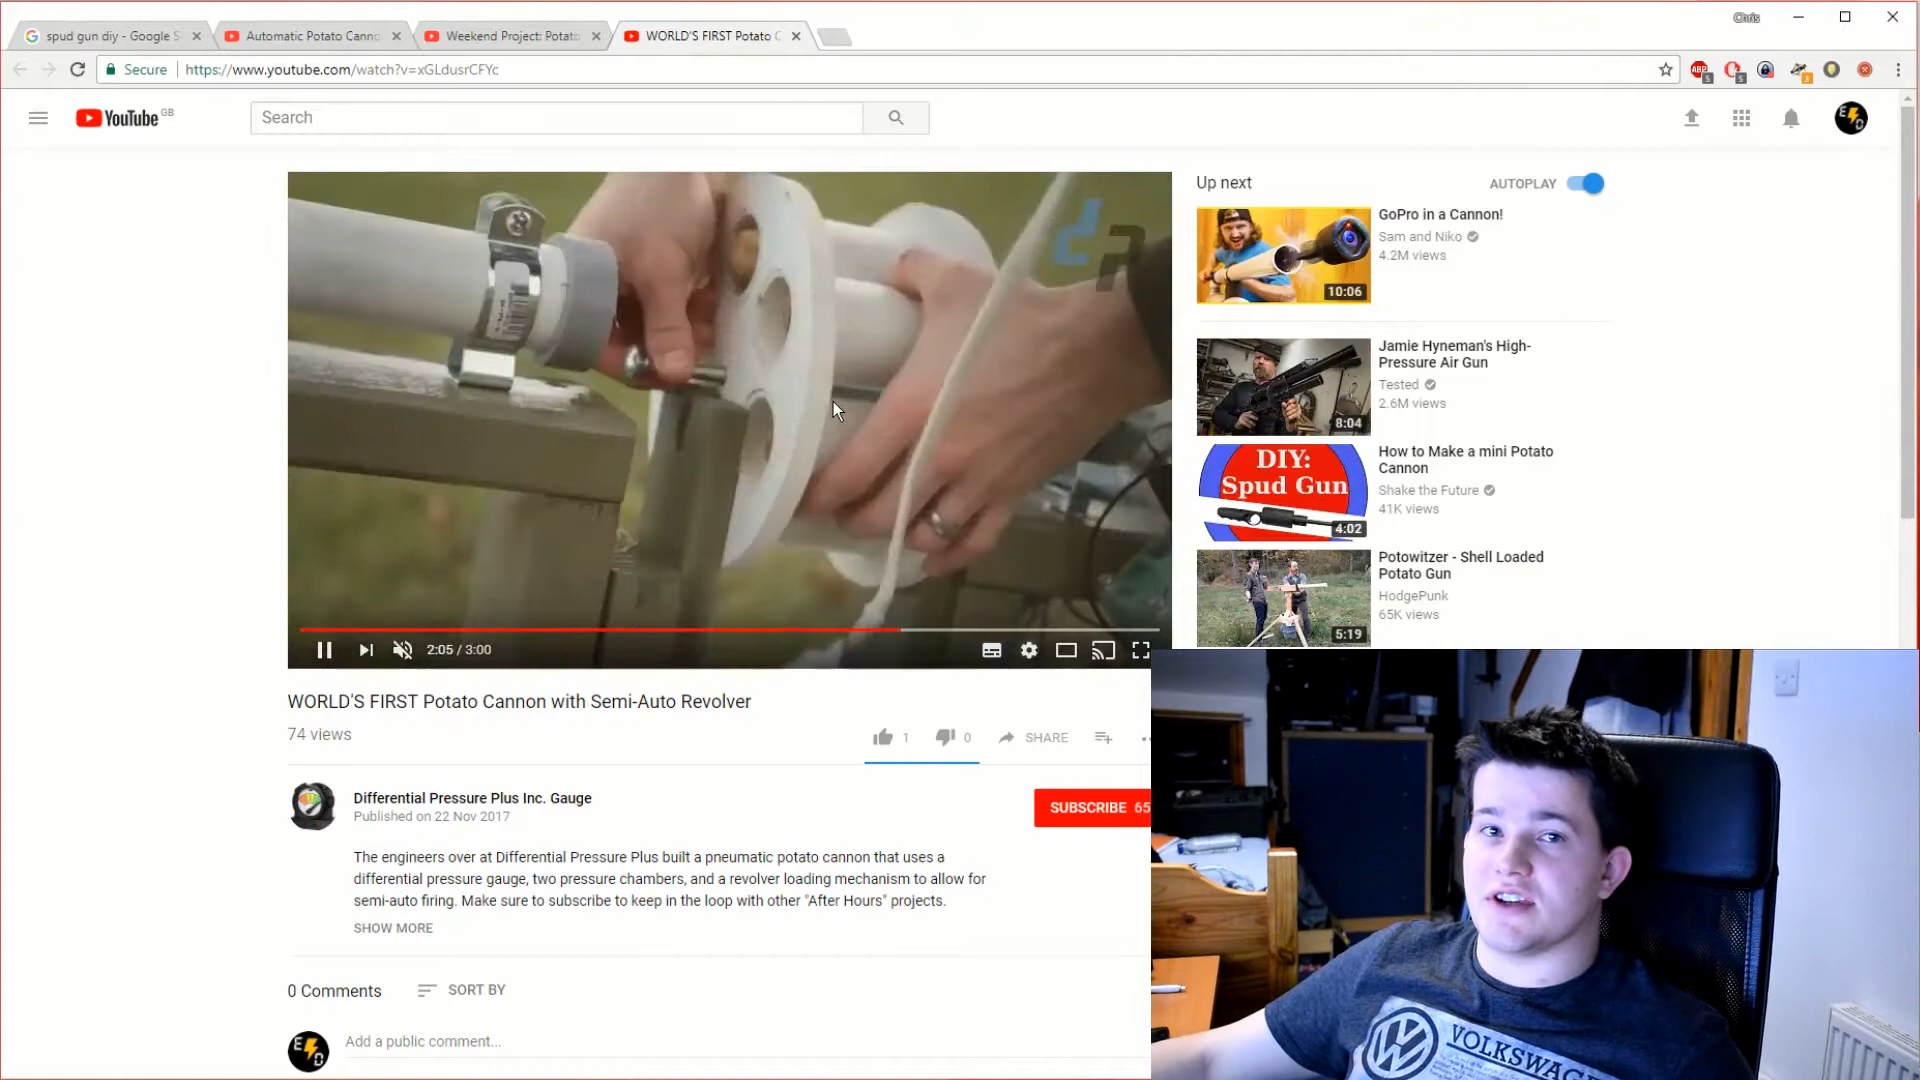 Chris
spud gun diy - Google S
Automatic Potato Canno
Weekend Project: Potato
WORLD'S FIRST Potato C
Secure
https://www.youtube.com/watch?v=xGLdusrCFYc
ABP
YouTube GB
Search
2:05 / 3:00
WORLD'S FIRST Potato Cannon with Semi-Auto Revolver
74 views
1
0
SHARE
Differential Pressure Plus Inc. Gauge
Published on 22 Nov 2017
SUBSCRIBE 65
The engineers over at Differential Pressure Plus built a pneumatic potato cannon that uses a
differential pressure gauge, two pressure chambers, and a revolver loading mechanism to allow for
semi-auto firing. Make sure to subscribe to keep in the loop with other "After Hours" projects.
SHOW MORE
0 Comments
SORT BY
Add a public comment...
Up next
AUTOPLAY
GoPro in a Cannon!
Sam and Niko
4.2M views
10:06
Jamie Hyneman's High-
Pressure Air Gun
Tested
2.6M views
8:04
DIY:
Spud Gun
4:02
How to Make a mini Potato
Cannon
Shake the Future
41K views
Potowitzer - Shell Loaded
Potato Gun
HodgePunk
65K views
5:19
VOLKSWAGE